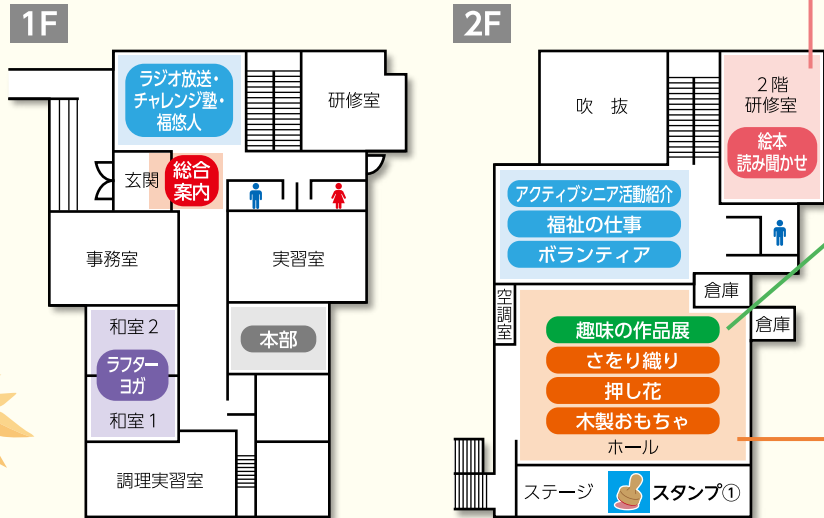 1F
ラジオ放送・
チャレンジ塾・
福悠人
研修室
玄関
総合
案内
事務室
実習室
和室2
ラフター
ヨガ
和室1
本部
調理実習室
2F
吹 抜
2階
研修室
絵本
読み聞かせ
アクティブシニア活動紹介
福祉の仕事
ボランティア
空調室
倉庫
倉庫
趣味の作品展
さをり織り
押し花
木製おもちゃ
ホール
ステージ
スタンプ①